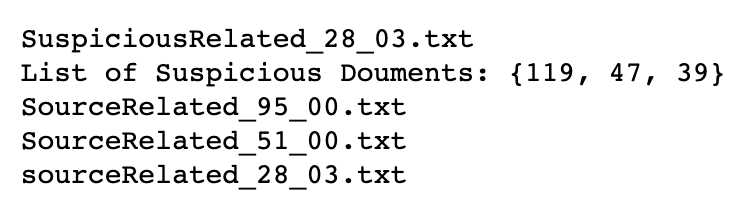 SuspiciousRelated_28_03.txt
List of Suspicious Douments: {119, 47, 39}
SourceRelated_95_00.txt
SourceRelated_51_00.txt
sourceRelated_28_03.txt